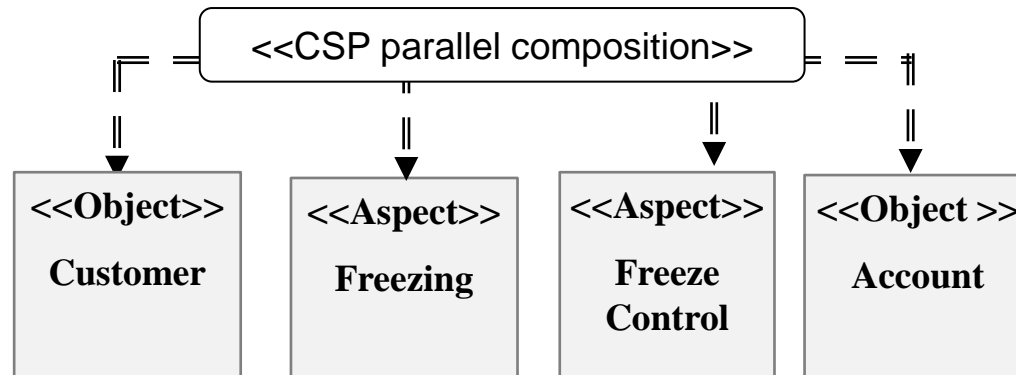 <<CSP parallel composition>>
<<Object>>
Customer
<<Aspect>>
Freezing
<<Aspect>>
Freeze
Control
<<Object >>
Account